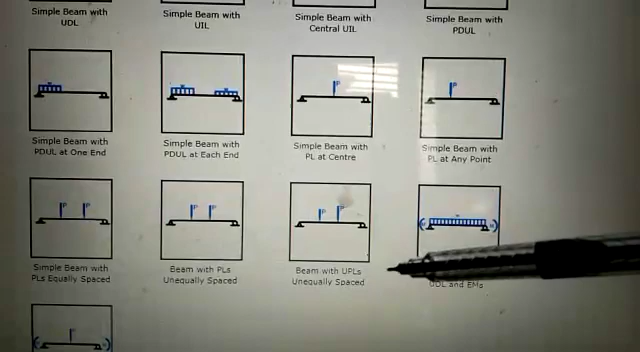 Simple Beam with
UDL
Simple Beam with
UIL
Simple Beam with
Central UIL
Simple Beam with
PDUL
Simple Beam with
PDUL at One End
Simple Beam with
PDUL at Each End
Simple Beam with
PL at Centre
Simple Beam with
PL at Any Point
Simple Beam with
PLs Equally Spaced
Beam with PLs
Unequally Spaced
Beam with UPLs
Unequally Spaced
UDL and EMs